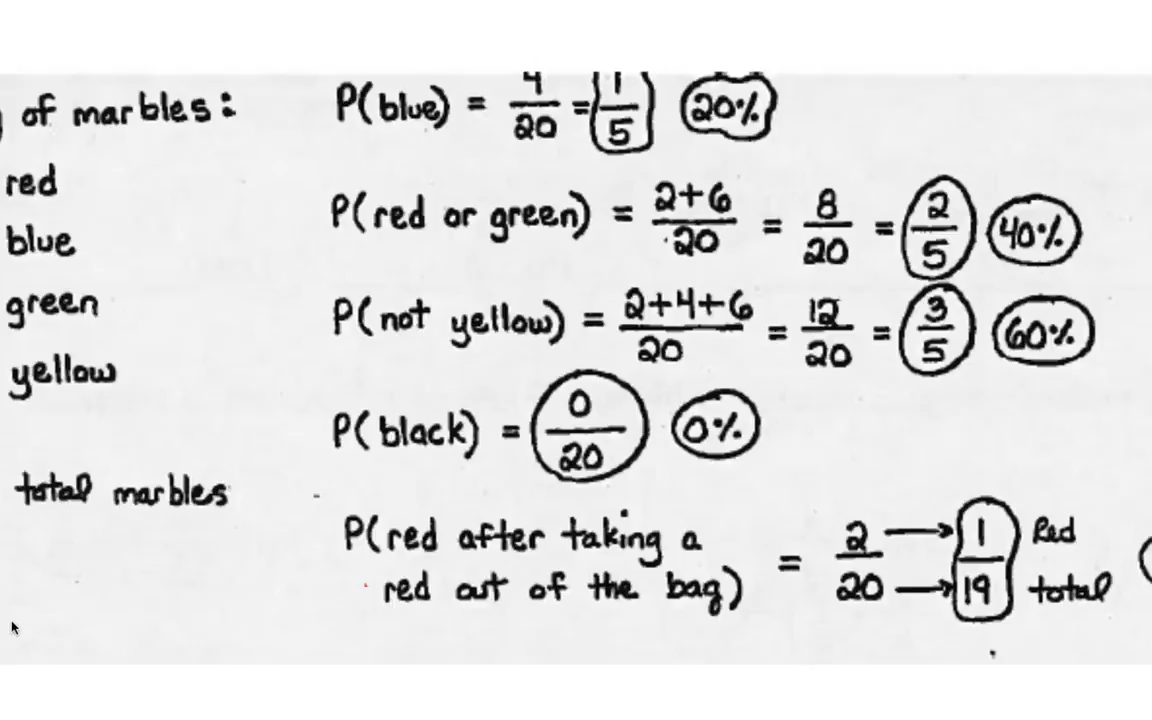 of marbles:
red
blue
green
yellow
total marbles
P(blue) = 4/20 = 1/5 20%
P(red or green) = 2+6/20 = 8/20 = 2/5 40%
P(not yellow) = 2+4+6/20 = 12/20 = 3/5 60%
P(black) = 0/20 0%
P(red after taking a
red out of the bag) = 2/20 → 1/19 Red total